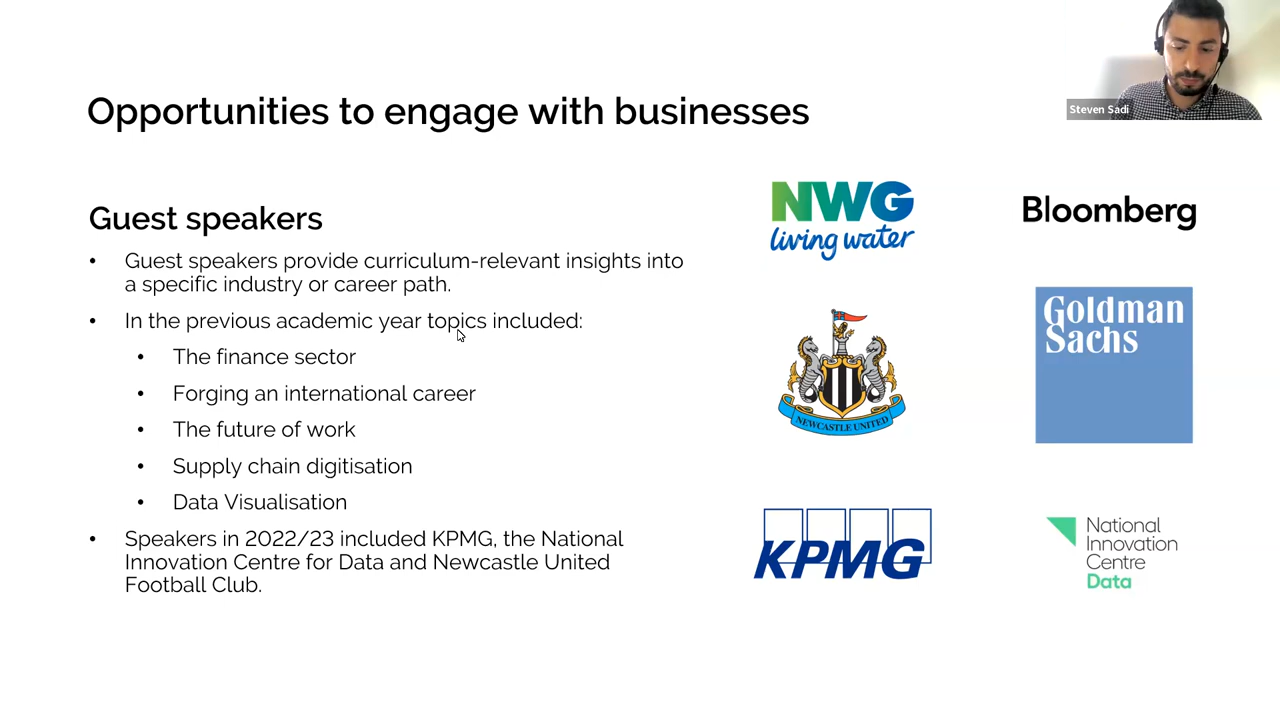 Steven Sadi
Opportunities to engage with businesses
Guest speakers
• Guest speakers provide curriculum-relevant insights into
a specific industry or career path.
• In the previous academic year topics included:
• The finance sector
• Forging an international career
• The future of work
• Supply chain digitisation
• Data Visualisation
• Speakers in 2022/23 included KPMG, the National
Innovation Centre for Data and Newcastle United
Football Club.
NWG
living water
Bloomberg
NEWCASTLE UNITED
Goldman
Sachs
KPMG
National
Innovation
Centre
Data